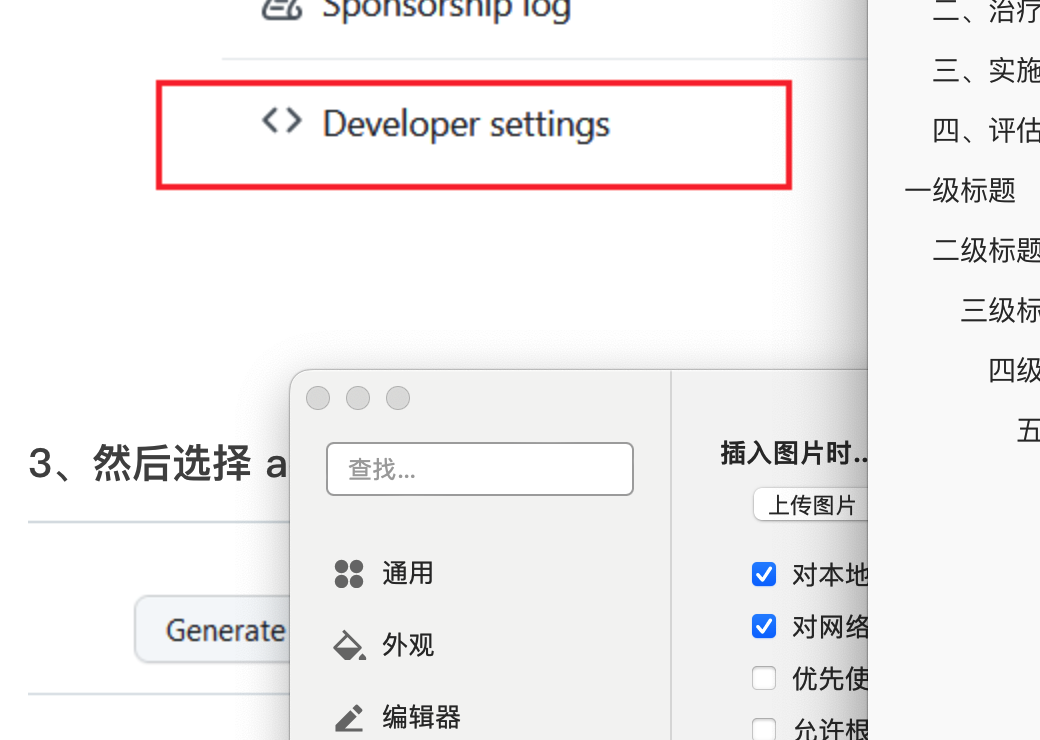 Sponsorship log
Developer settings
3、然后选择 a
Generate
查找...
通用
外观
编辑器
插入图片时..
上传图片
对本地
对网络
优先使
允许根
二、治疗
三、实施
四、评估
一级标题
二级标题
三级标
四级
五